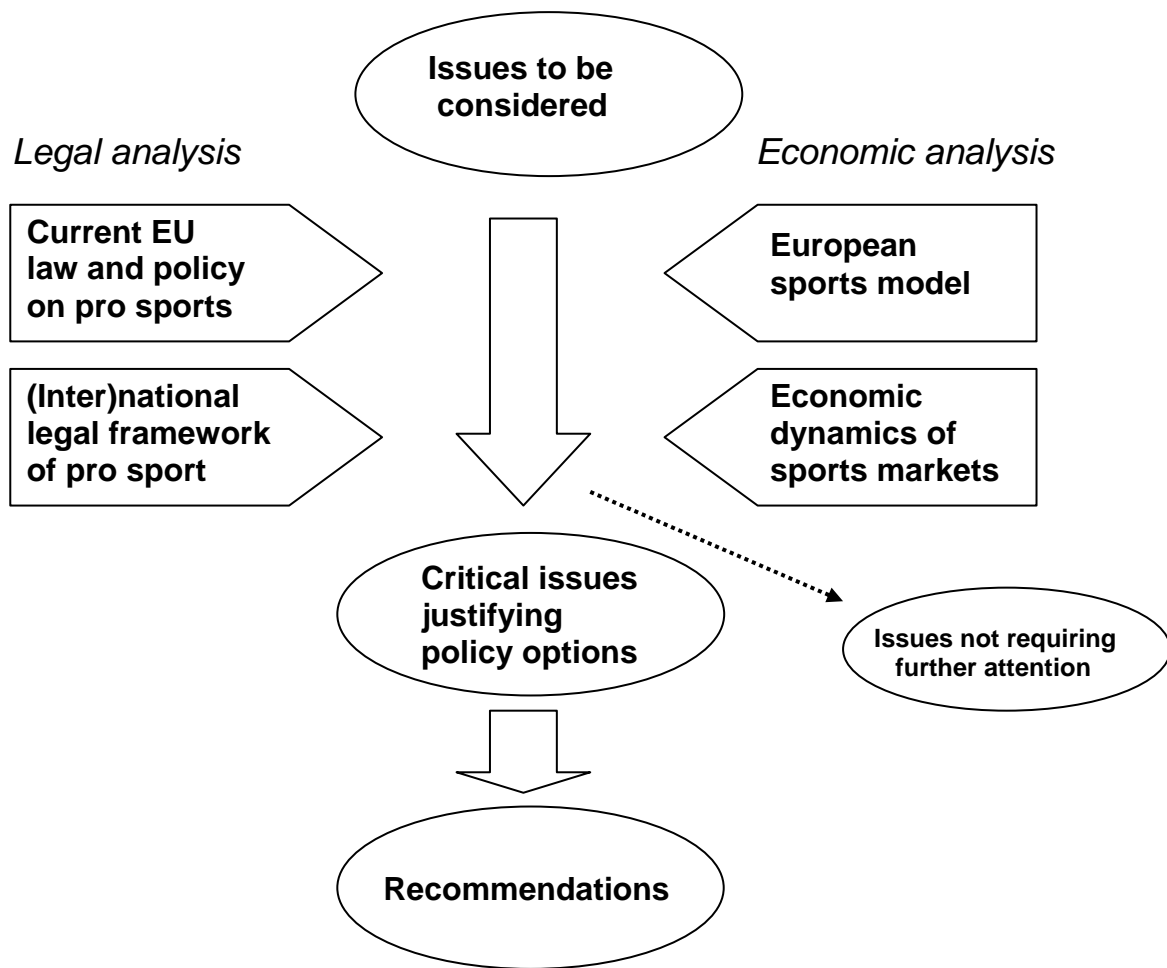 Issues to be
considered
Legal analysis
Economic analysis
Current EU
law and policy
on pro sports
European
sports model
(Inter)national
legal framework
of pro sport
Economic
dynamics of
sports markets
Critical issues
justifying
policy options
Issues not requiring
further attention
Recommendations